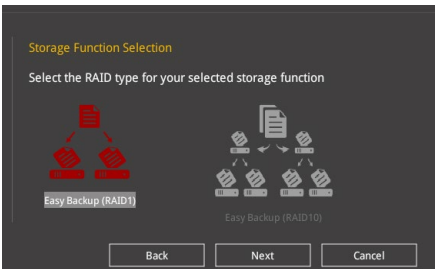 Storage Function Selection
Select the RAID type for your selected storage function
Easy Backup (RAID1)
Easy Backup (RAID10)
Back
Next
Cancel